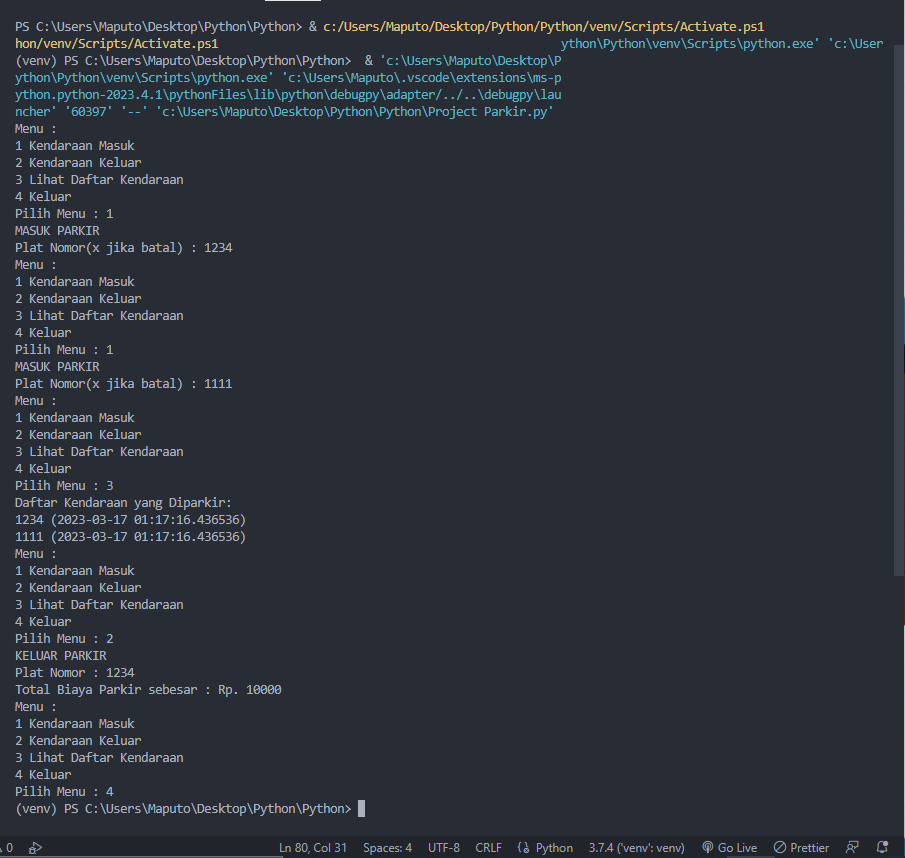 PS C:\Users\Maputo\Desktop\Python\Python> & c:/Users/Maputo/Desktop/Python/Python/venv/Scripts/Activate.ps1
hon/venv/Scripts/Activate.ps1 ython\Python\venv\Scripts\python.exe' 'c:\User
(venv) PS C:\Users\Maputo\Desktop\Python\Python>  & 'c:\Users\Maputo\Desktop\P
ython\Python\venv\Scripts\python.exe' 'c:\Users\Maputo\.vscode\extensions\ms-p
ython.python-2023.4.1\pythonFiles\lib\python\debugpy\adapter/../..\debugpy\lau
ncher' '60397' '--' 'c:\Users\Maputo\Desktop\Python\Python\Project Parkir.py'
Menu :
1 Kendaraan Masuk
2 Kendaraan Keluar
3 Lihat Daftar Kendaraan
4 Keluar
Pilih Menu : 1
MASUK PARKIR
Plat Nomor(x jika batal) : 1234
Menu :
1 Kendaraan Masuk
2 Kendaraan Keluar
3 Lihat Daftar Kendaraan
4 Keluar
Pilih Menu : 1
MASUK PARKIR
Plat Nomor(x jika batal) : 1111
Menu :
1 Kendaraan Masuk
2 Kendaraan Keluar
3 Lihat Daftar Kendaraan
4 Keluar
Pilih Menu : 3
Daftar Kendaraan yang Diparkir:
1234 (2023-03-17 01:17:16.436536)
1111 (2023-03-17 01:17:16.436536)
Menu :
1 Kendaraan Masuk
2 Kendaraan Keluar
3 Lihat Daftar Kendaraan
4 Keluar
Pilih Menu : 2
KELUAR PARKIR
Plat Nomor : 1234
Total Biaya Parkir sebesar : Rp. 10000
Menu :
1 Kendaraan Masuk
2 Kendaraan Keluar
3 Lihat Daftar Kendaraan
4 Keluar
Pilih Menu : 4
(venv) PS C:\Users\Maputo\Desktop\Python\Python>
0 Ln 80, Col 31 Spaces: 4 UTF-8 CRLF Python 3.7.4 ('venv': venv) Go Live Prettier